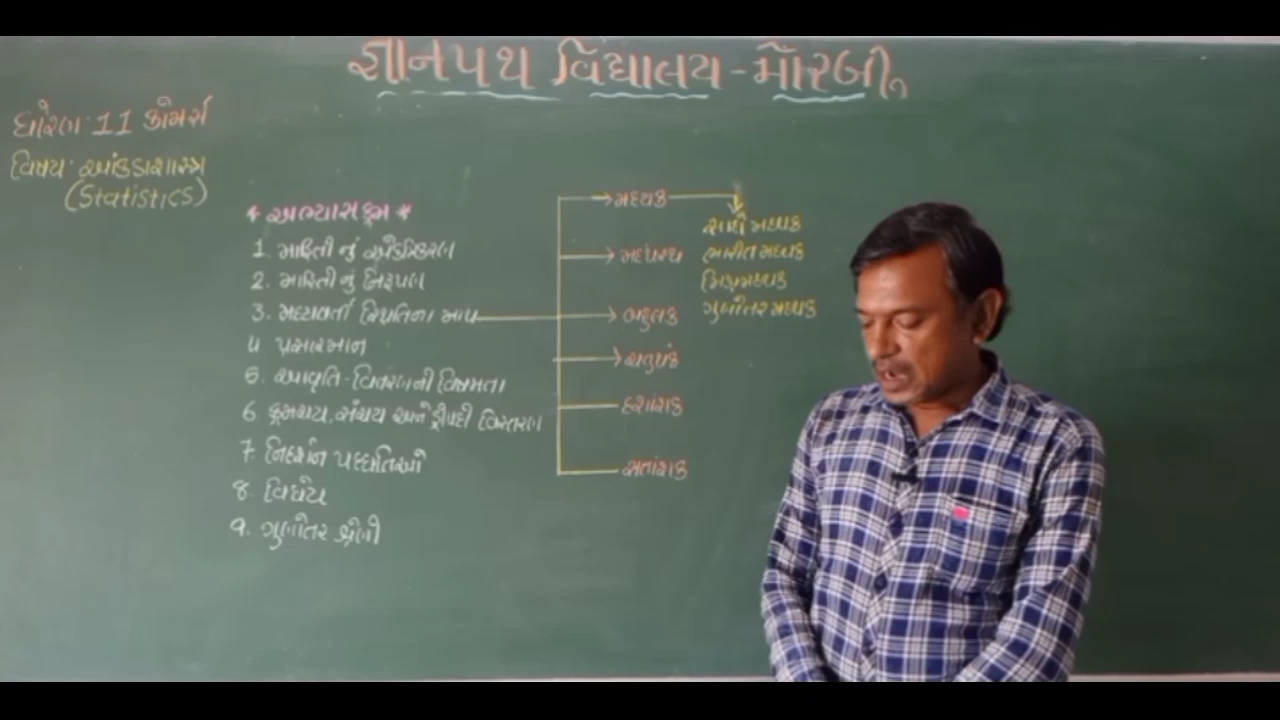 જ્ઞાનપથ વિદ્યાલય - મોરબી.
ધોરણ: 11 કોમર્સ
વિષય: આંકડાશાસ્ત્ર
(Statistics)
* અભ્યાસક્રમ *
1. માહિતીનું એકત્રિકરણ
2. માહિતીનું નિરૂપણ
3. મધ્યવર્તી સ્થિતિના માપ
4 પ્રસારમાન
5. આવૃતિ-વિતરણની વિષમતા
6 ક્રમચય, સંચય અને દ્વીપદી વિસ્તરણ
7 નિદર્શન પધ્ધતિઓ
8. વિધેય
9. ગુણોતર શ્રેણી
મધ્યક
મધ્યસ્થ
બહુલક
ચતુર્થક
દશાંશક
શતાંશક
સાદો મધ્યક
ભારીત મધ્યક
મિશ્ર મધ્યક
ગુણોતર મધ્યક